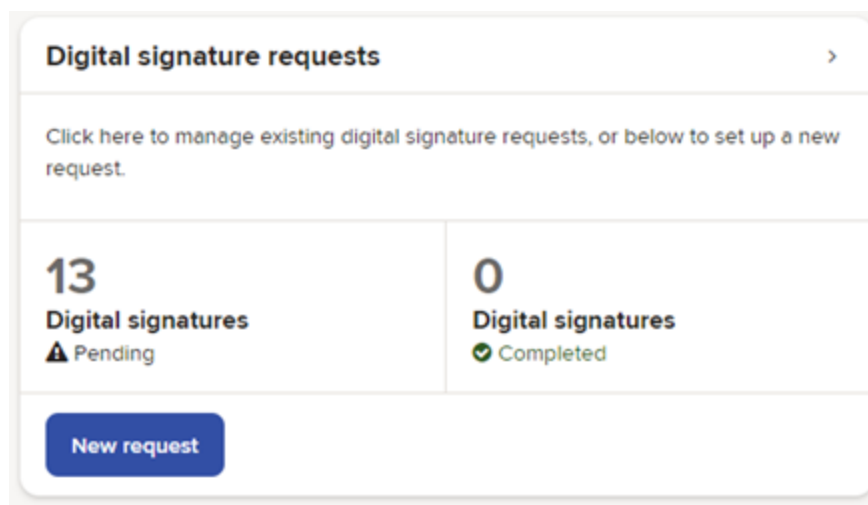 Digital signature requests
Click here to manage existing digital signature requests, or below to set up a new
request.
13
Digital signatures
Pending
0
Digital signatures
Completed
New request